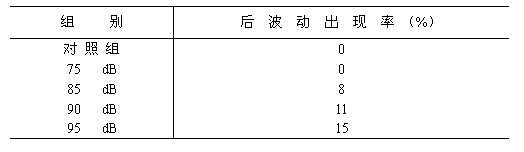 组 别 后 波 动 出 现 率 (%)
对 照 组 0
75 dB 0
85 dB 8
90 dB 11
95 dB 15